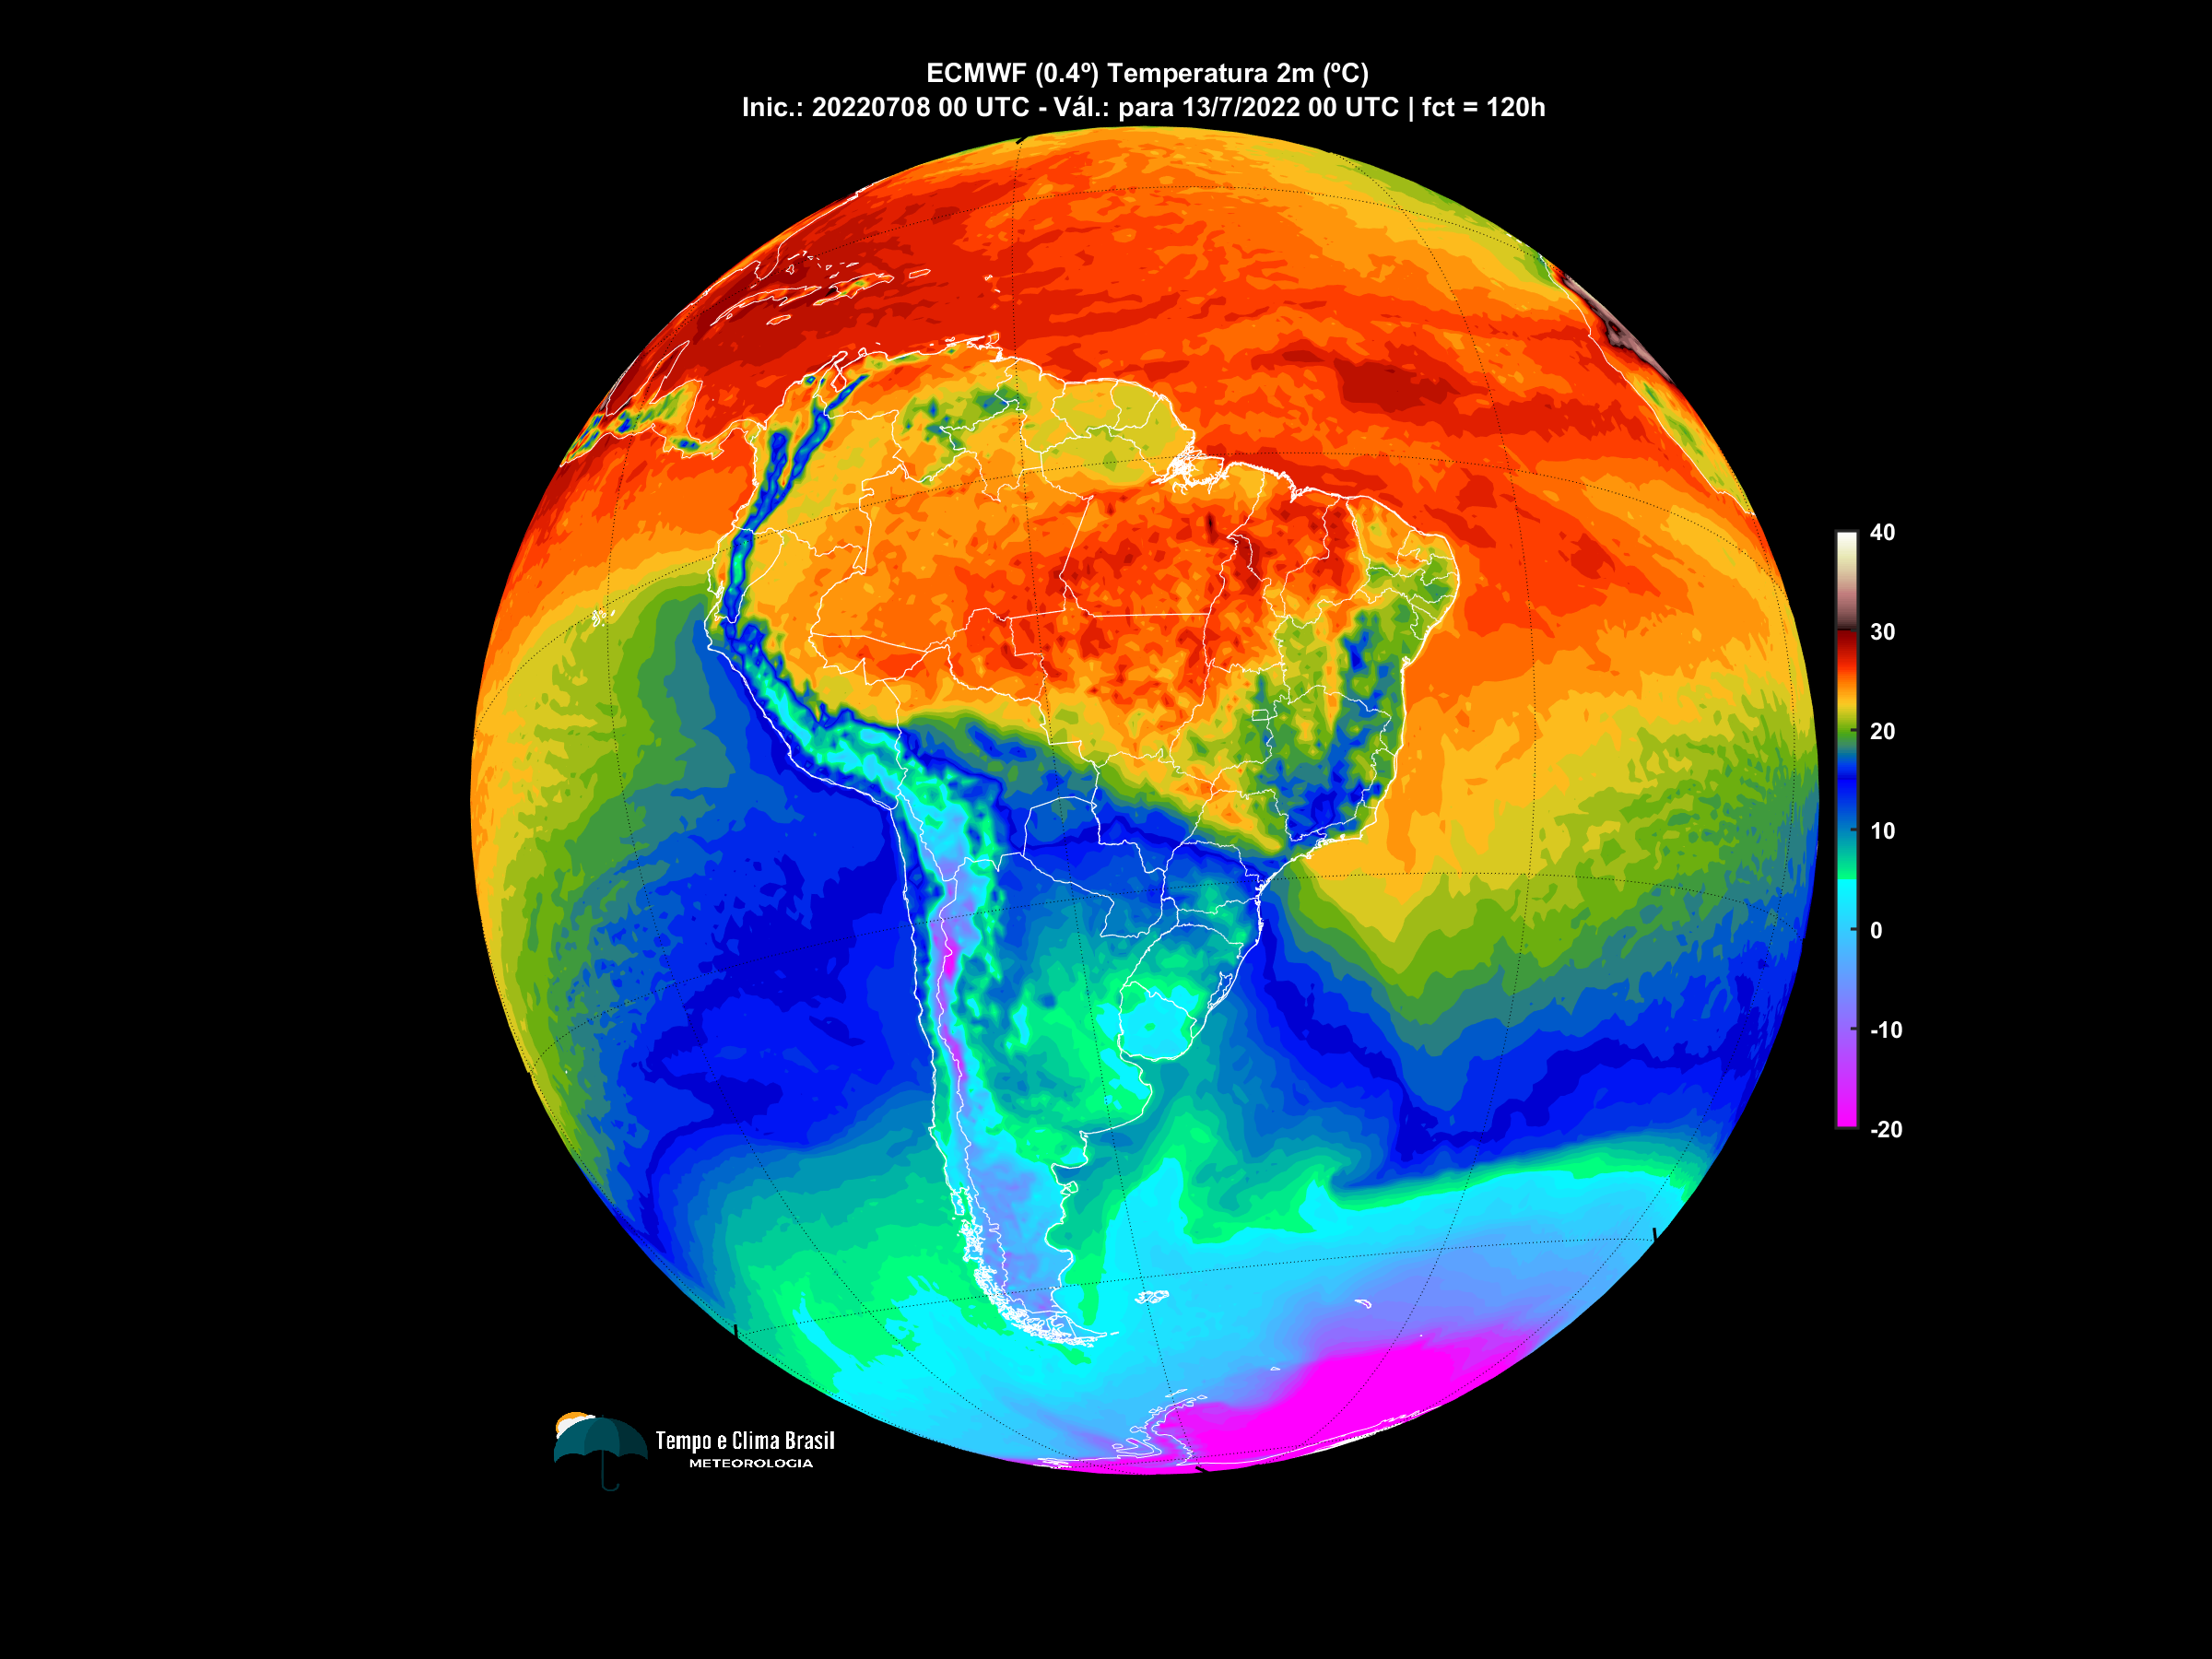 ECMWF (0.4º) Temperatura 2m (ºC)
Inic.: 20220708 00 UTC - Vál.: para 13/7/2022 00 UTC | fct = 120h
40
30
20
10
0
-10
-20
Tempo e Clima Brasil
METEOROLOGIA